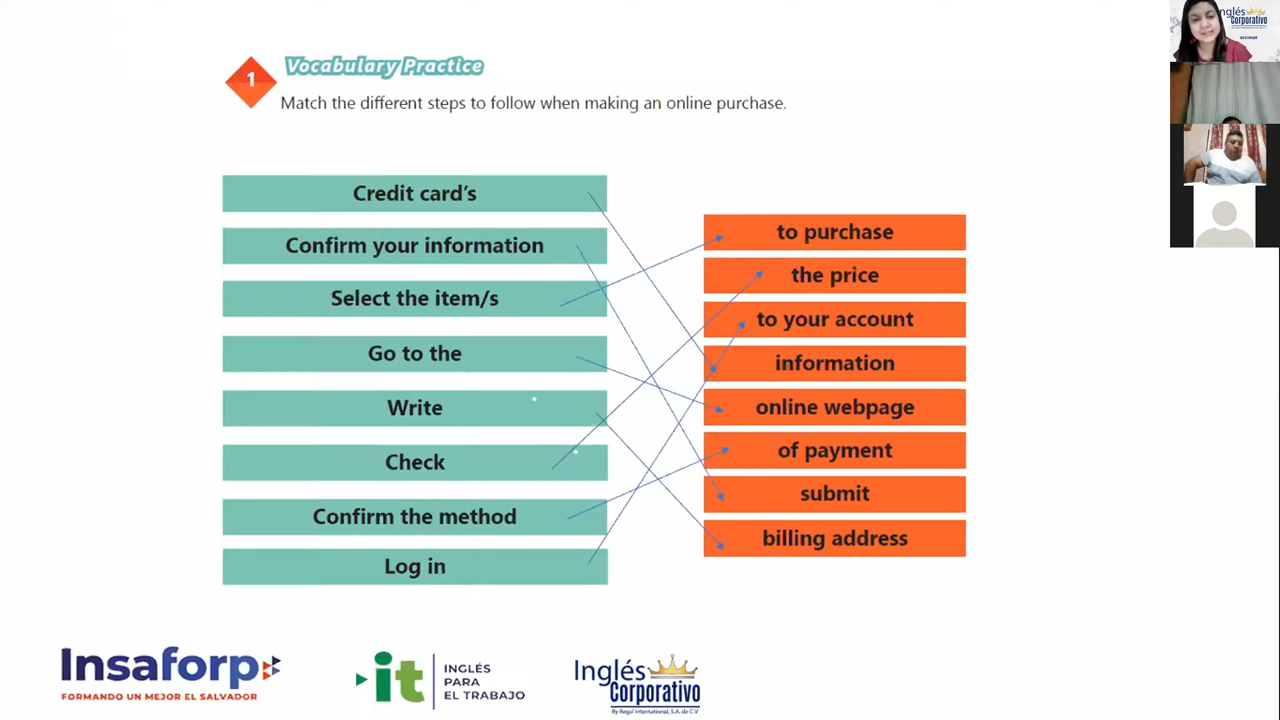 1
Vocabulary Practice
Match the different steps to follow when making an online purchase.
Credit card's
Confirm your information
Select the item/s
Go to the
Write
Check
Confirm the method
Log in
to purchase
the price
to your account
information
online webpage
of payment
submit
billing address
Insaforp
FORMANDO UN MEJOR EL SALVADOR
it
INGLÉS
PARA
EL TRABAJO
Inglés
Corporativo
By Regal International, S.A. de C.V
Inglés
Corporativo